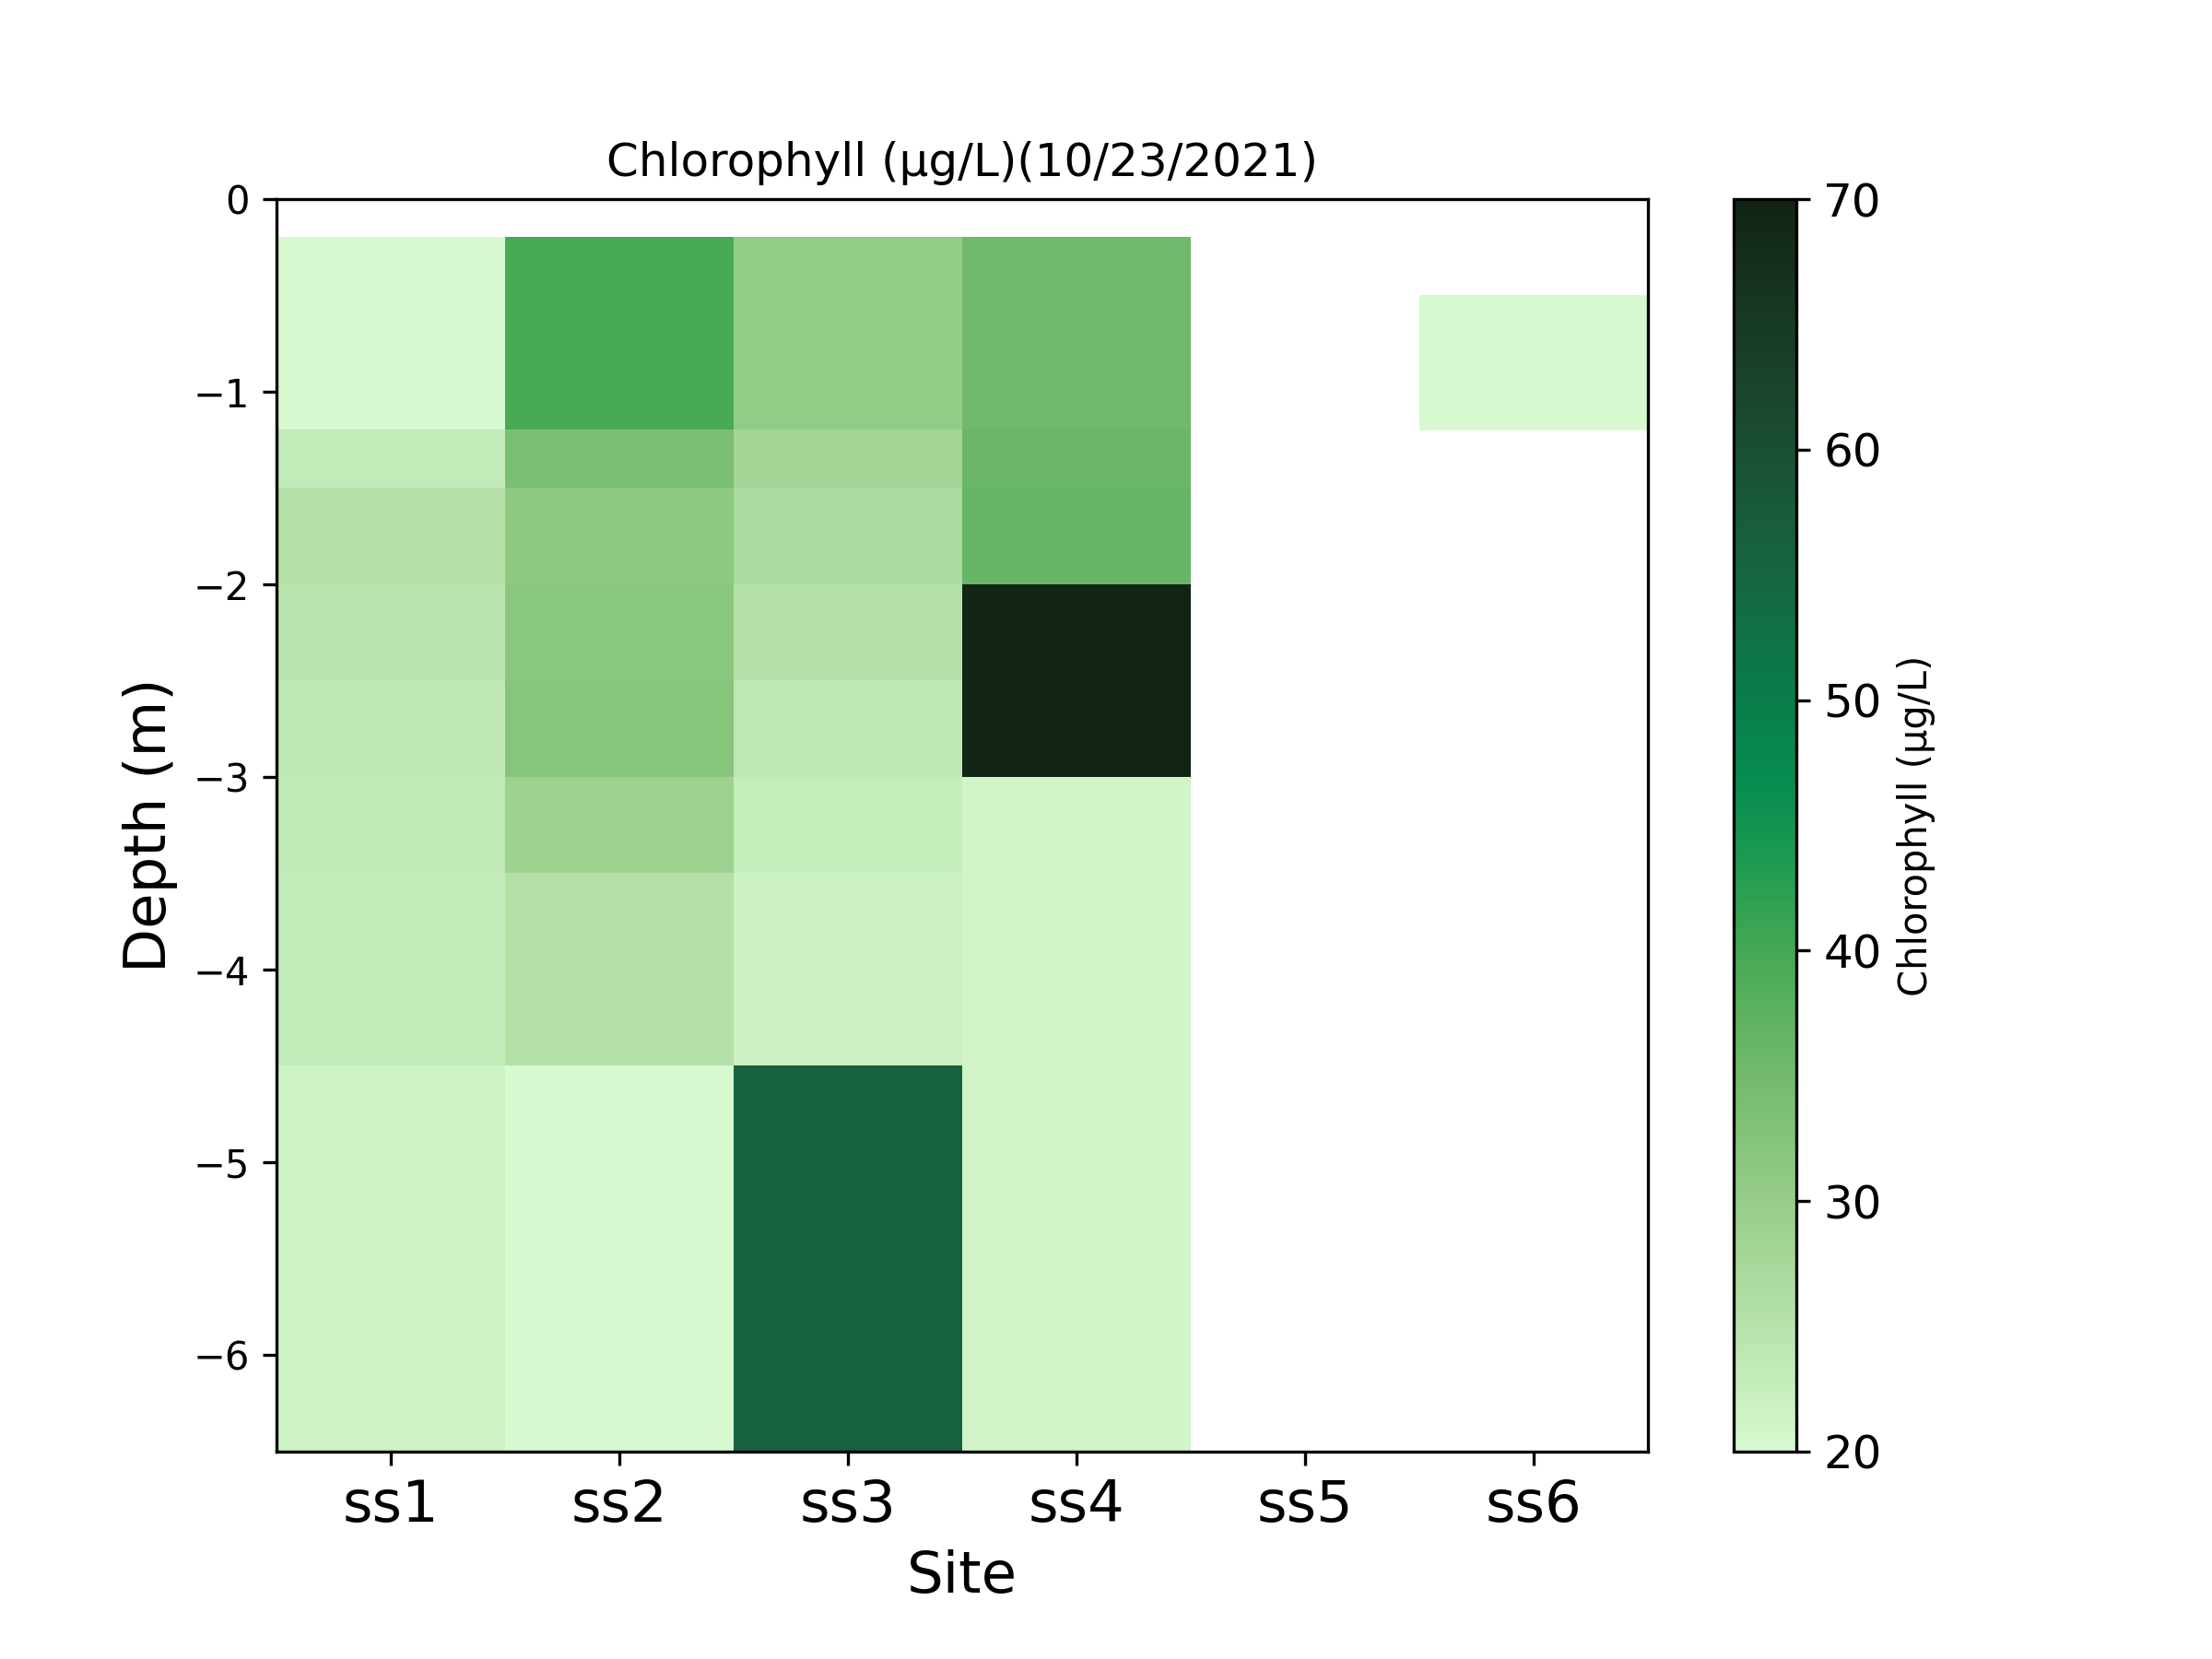 Chlorophyll (μg/L)(10/23/2021)
0
−1
−2
−3
−4
−5
−6
Depth (m)
ss1 ss2 ss3 ss4 ss5 ss6
Site
70
60
50
40
30
20
Chlorophyll (μg/L)